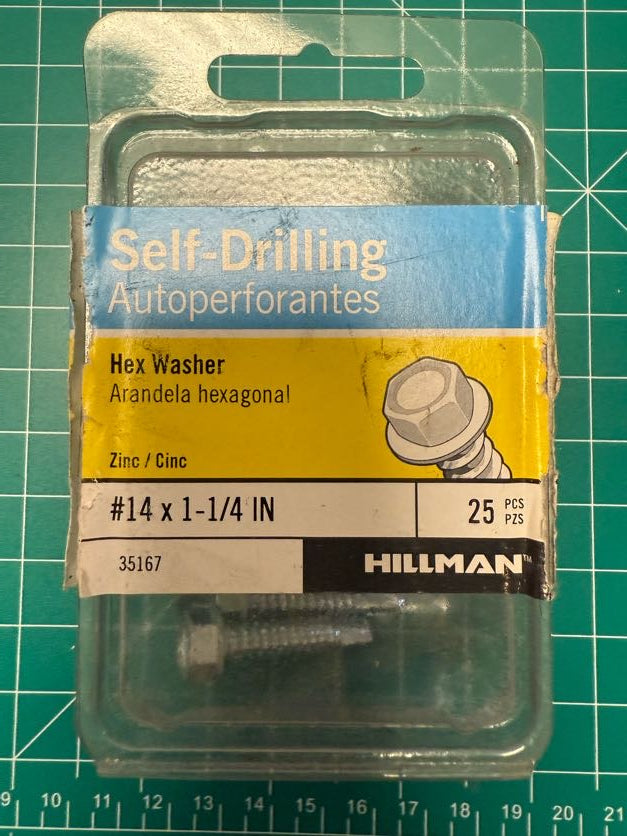 Self-Drilling
Autoperforantes
Hex Washer
Arandela hexagonal
Zinc / Cinc
#14 x 1-1/4 IN
25 PCS
PZS
35167
HILLMAN™
9 10 11 12 13 14 15 16 17 18 19 20 21